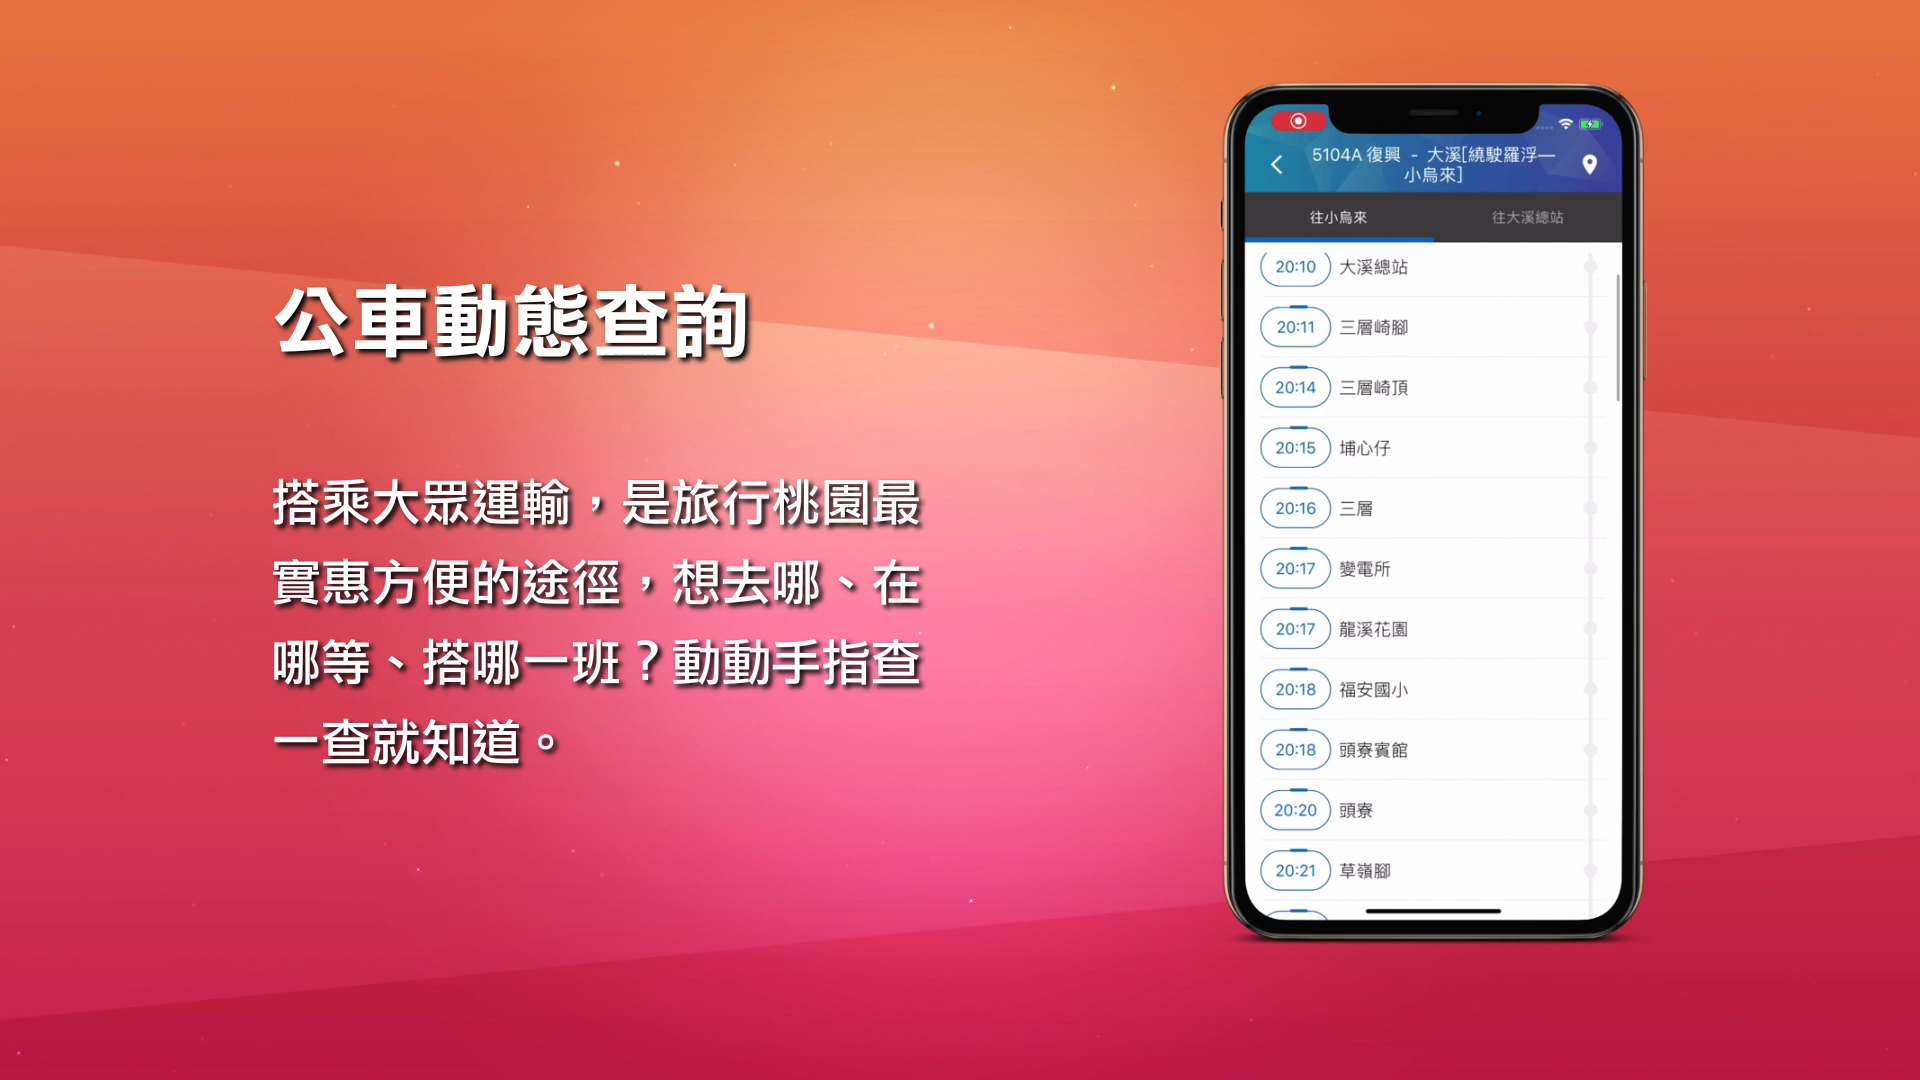 公車動態查詢
搭乘大眾運輸，是旅行桃園最
實惠方便的途徑，想去哪、在
哪等、搭哪一班？動動手指查
一查就知道。
5104A 復興 - 大溪[繞駛羅浮—
小烏來]
往小烏來
往大溪總站
20:10 大溪總站
20:11 三層崎腳
20:14 三層崎頂
20:15 埔心仔
20:16 三層
20:17 變電所
20:17 龍溪花園
20:18 福安國小
20:18 頭寮賓館
20:20 頭寮
20:21 草嶺腳